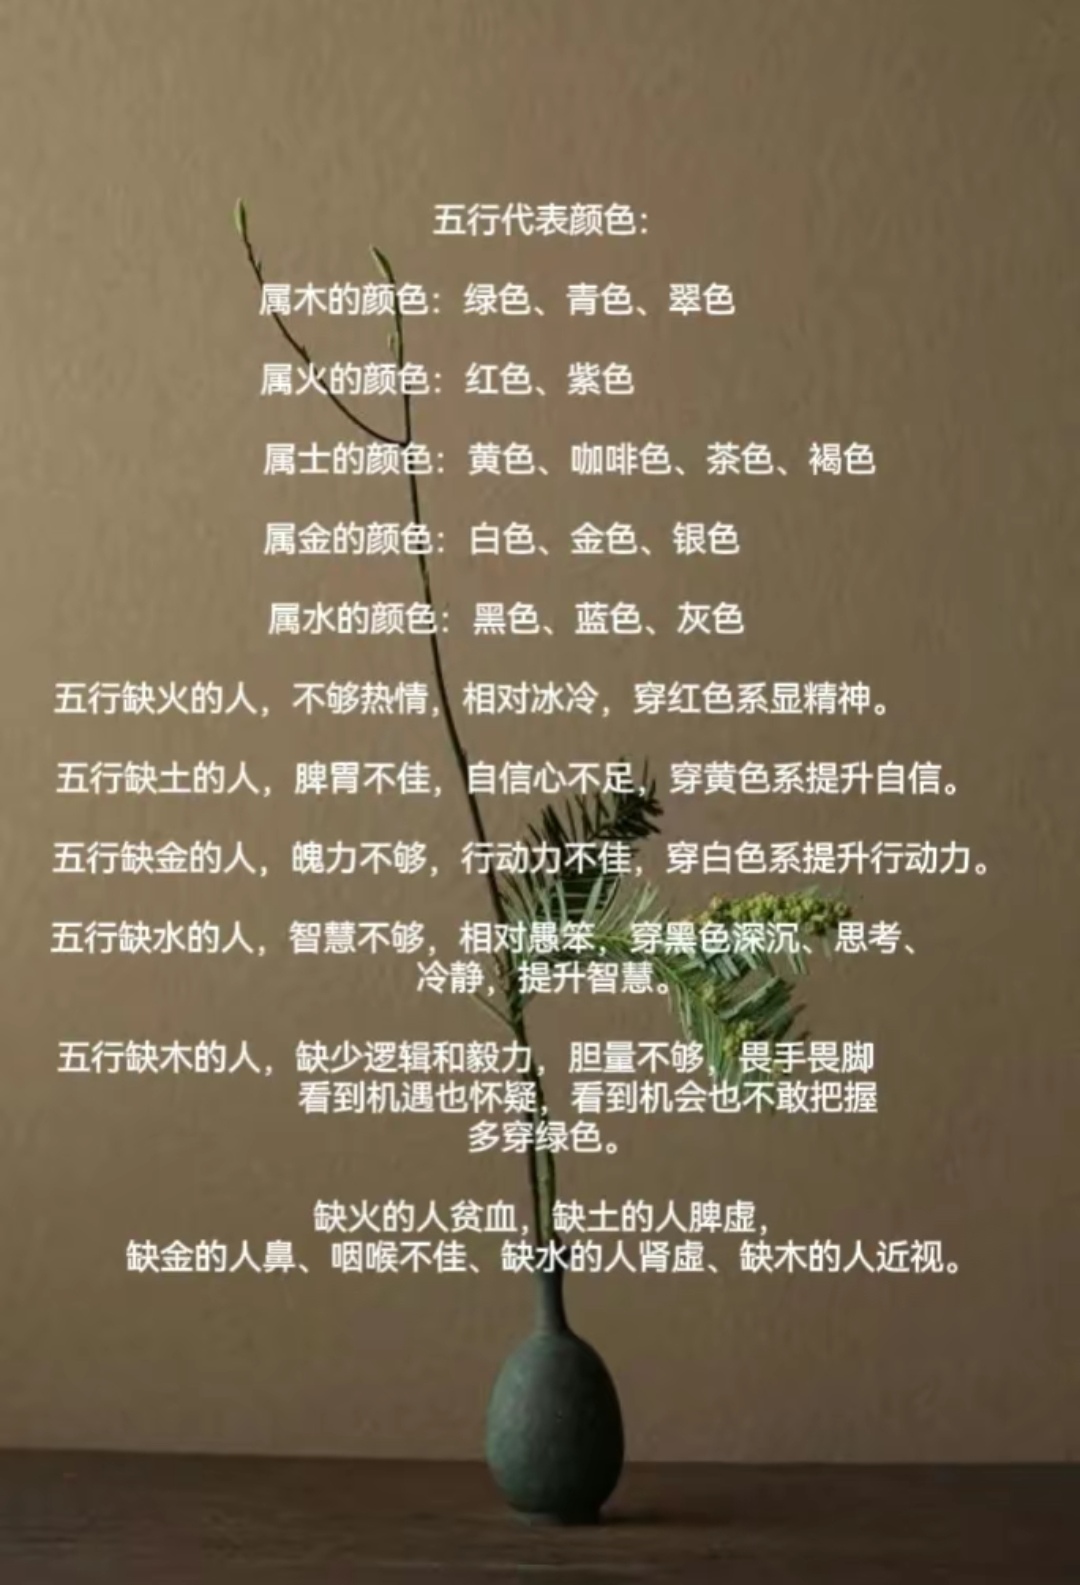 五行代表颜色：
属木的颜色：绿色、青色、翠色
属火的颜色：红色、紫色
属士的颜色：黄色、咖啡色、茶色、褐色
属金的颜色：白色、金色、银色
属水的颜色：黑色、蓝色、灰色
五行缺火的人，不够热情，相对冰冷，穿红色系显精神。
五行缺土的人，脾胃不佳，自信心不足，穿黄色系提升自信。
五行缺金的人，魄力不够，行动力不佳，穿白色系提升行动力。
五行缺水的人，智慧不够，相对愚笨，穿黑色深沉、思考、
冷静，提升智慧。
五行缺木的人，缺少逻辑和毅力，胆量不够，畏手畏脚
看到机遇也怀疑，看到机会也不敢把握
多穿绿色。
缺火的人贫血，缺土的人脾虚，
缺金的人鼻、咽喉不佳、缺水的人肾虚、缺木的人近视。